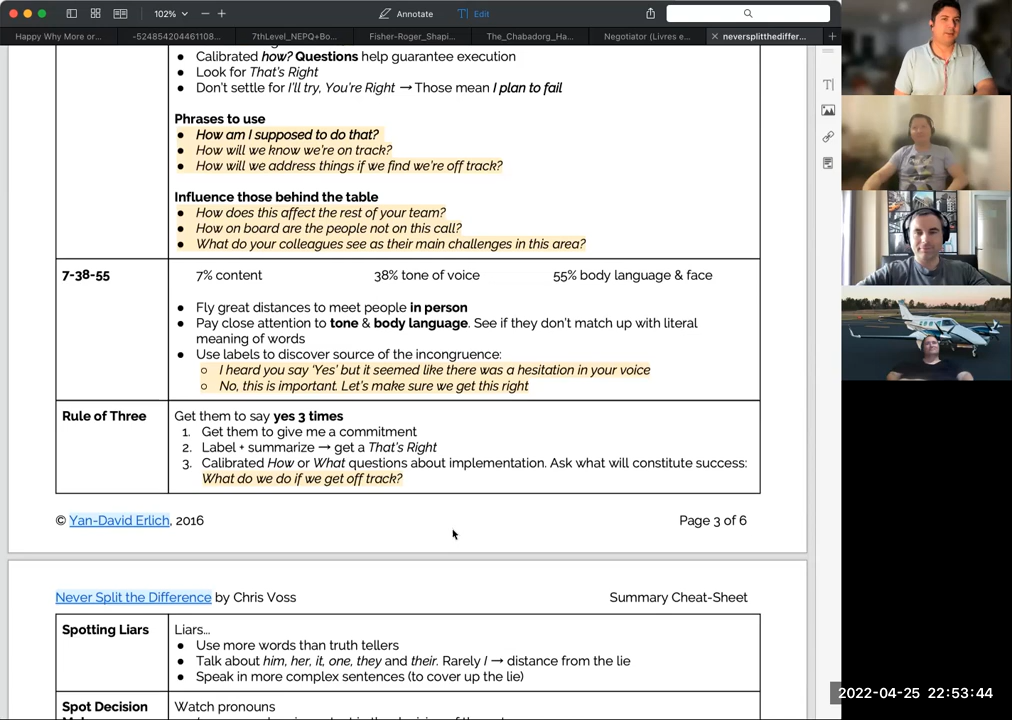 102%
Annotate
Edit
Happy Why More or...
-524854204461108...
7thLevel_NEPQ+Bo...
Fisher-Roger_Shapi...
The_Chabadorg_Ha...
Negotiator (Livres e...
neversplitthediffer...
• Calibrated how? Questions help guarantee execution
• Look for That's Right
• Don't settle for I'll try, You're Right → Those mean I plan to fail
Phrases to use
• How am I supposed to do that?
• How will we know we're on track?
• How will we address things if we find we're off track?
Influence those behind the table
• How does this affect the rest of your team?
• How on board are the people not on this call?
• What do your colleagues see as their main challenges in this area?
7-38-55
7% content 38% tone of voice 55% body language & face
• Fly great distances to meet people in person
• Pay close attention to tone & body language. See if they don't match up with literal
meaning of words
• Use labels to discover source of the incongruence:
○ I heard you say 'Yes' but it seemed like there was a hesitation in your voice
○ No, this is important. Let's make sure we get this right
Rule of Three
Get them to say yes 3 times
1. Get them to give me a commitment
2. Label + summarize → get a That's Right
3. Calibrated How or What questions about implementation. Ask what will constitute success:
What do we do if we get off track?
© Yan-David Erlich, 2016 Page 3 of 6
Never Split the Difference by Chris Voss Summary Cheat-Sheet
Spotting Liars
Liars...
• Use more words than truth tellers
• Talk about him, her, it, one, they and their. Rarely I → distance from the lie
• Speak in more complex sentences (to cover up the lie)
Spot Decision
Watch pronouns
2022-04-25 22:53:44